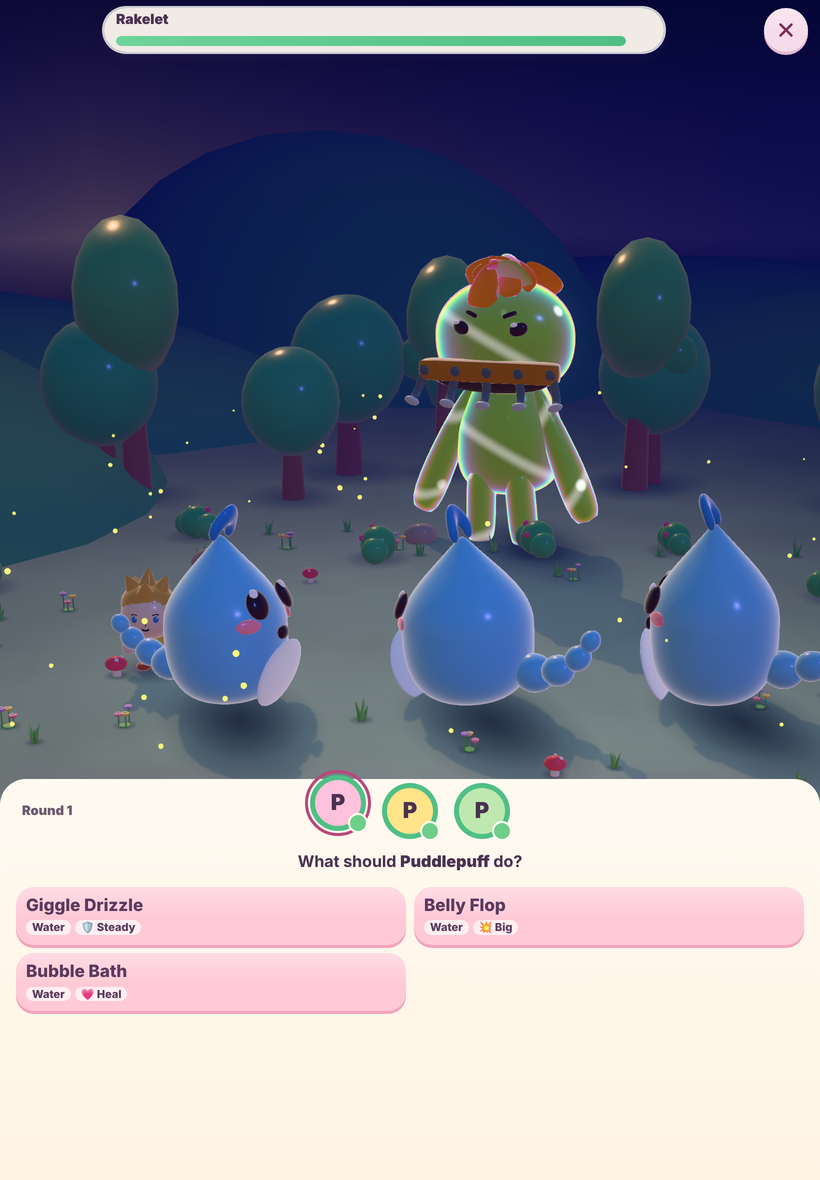 Rakelet
Round 1
P
P
P
What should Puddlepuff do?
Giggle Drizzle
Water 🛡️ Steady
Belly Flop
Water 💥 Big
Bubble Bath
Water 💗 Heal